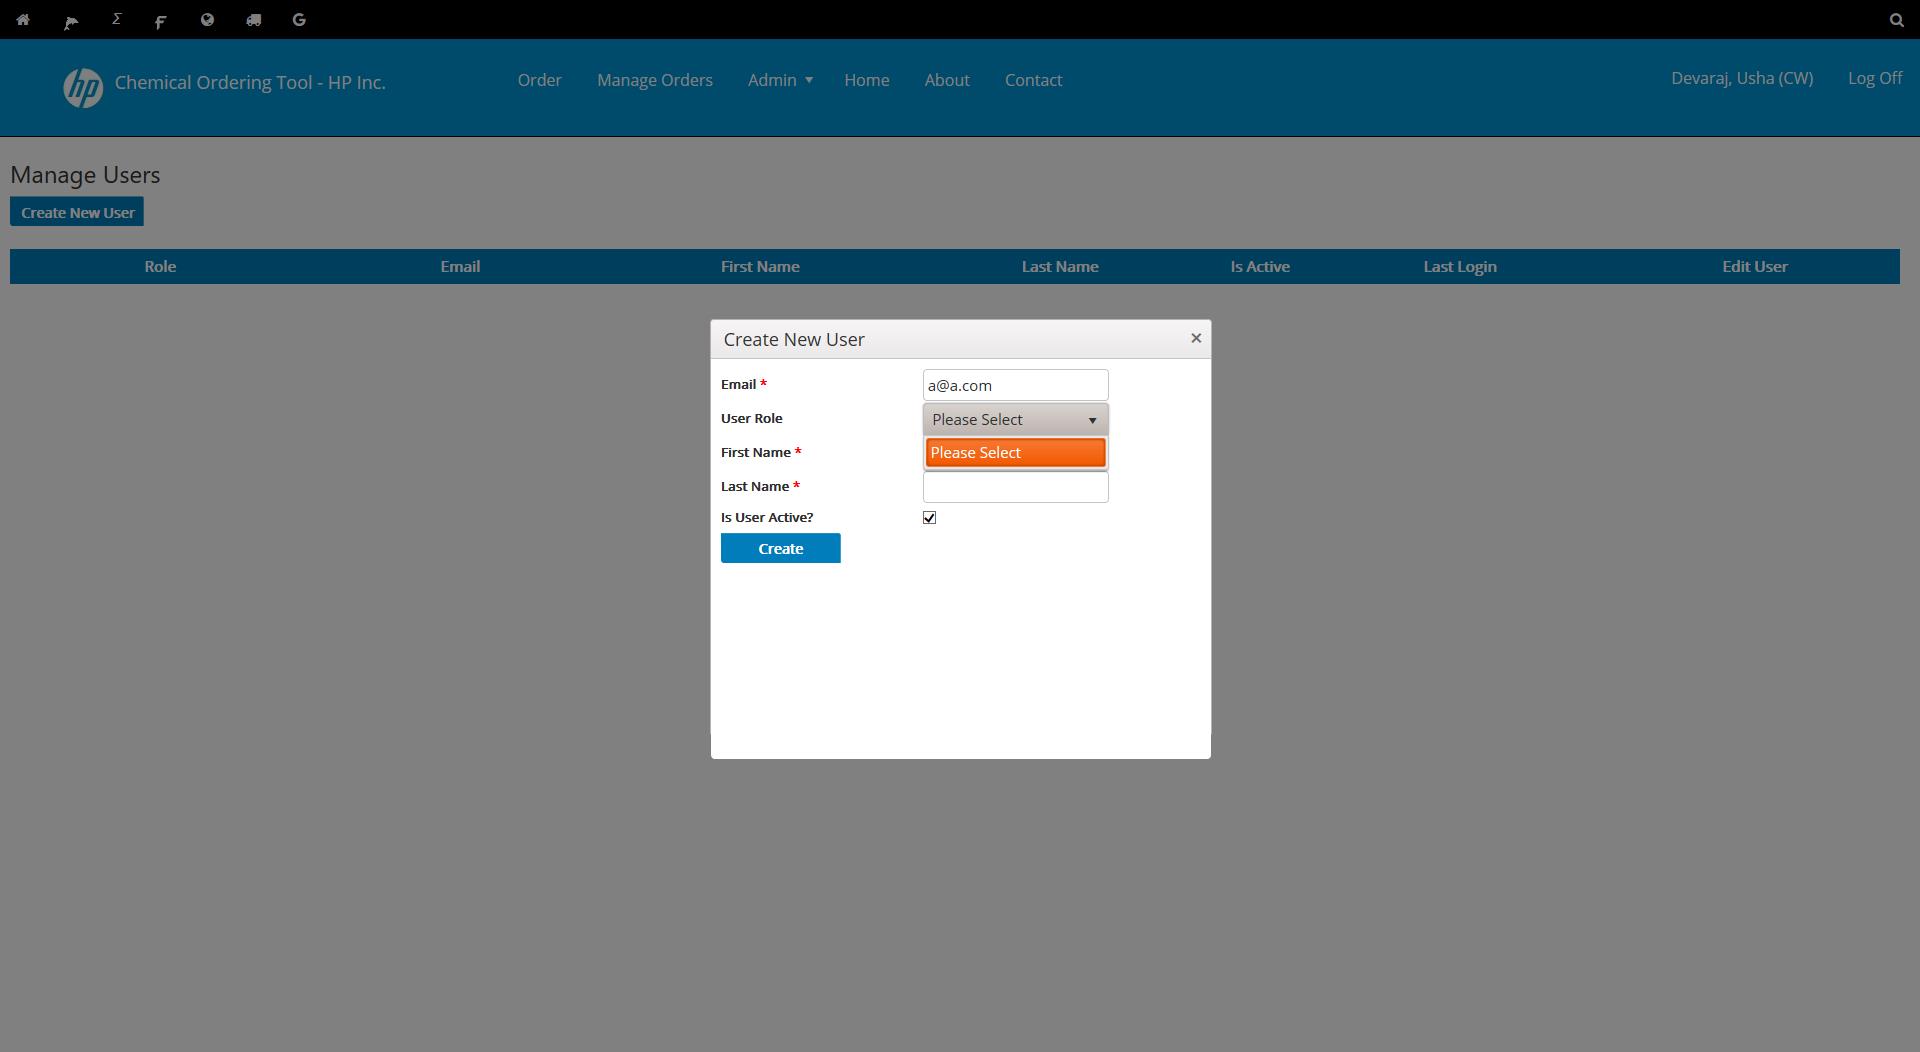 Σ F G
hp Chemical Ordering Tool - HP Inc. Order Manage Orders Admin Home About Contact Devaraj, Usha (CW) Log Off
Manage Users
Create New User
Role Email First Name Last Name Is Active Last Login Edit User
Create New User ×
Email * a@a.com
User Role Please Select
First Name * Please Select
Last Name *
Is User Active?
Create